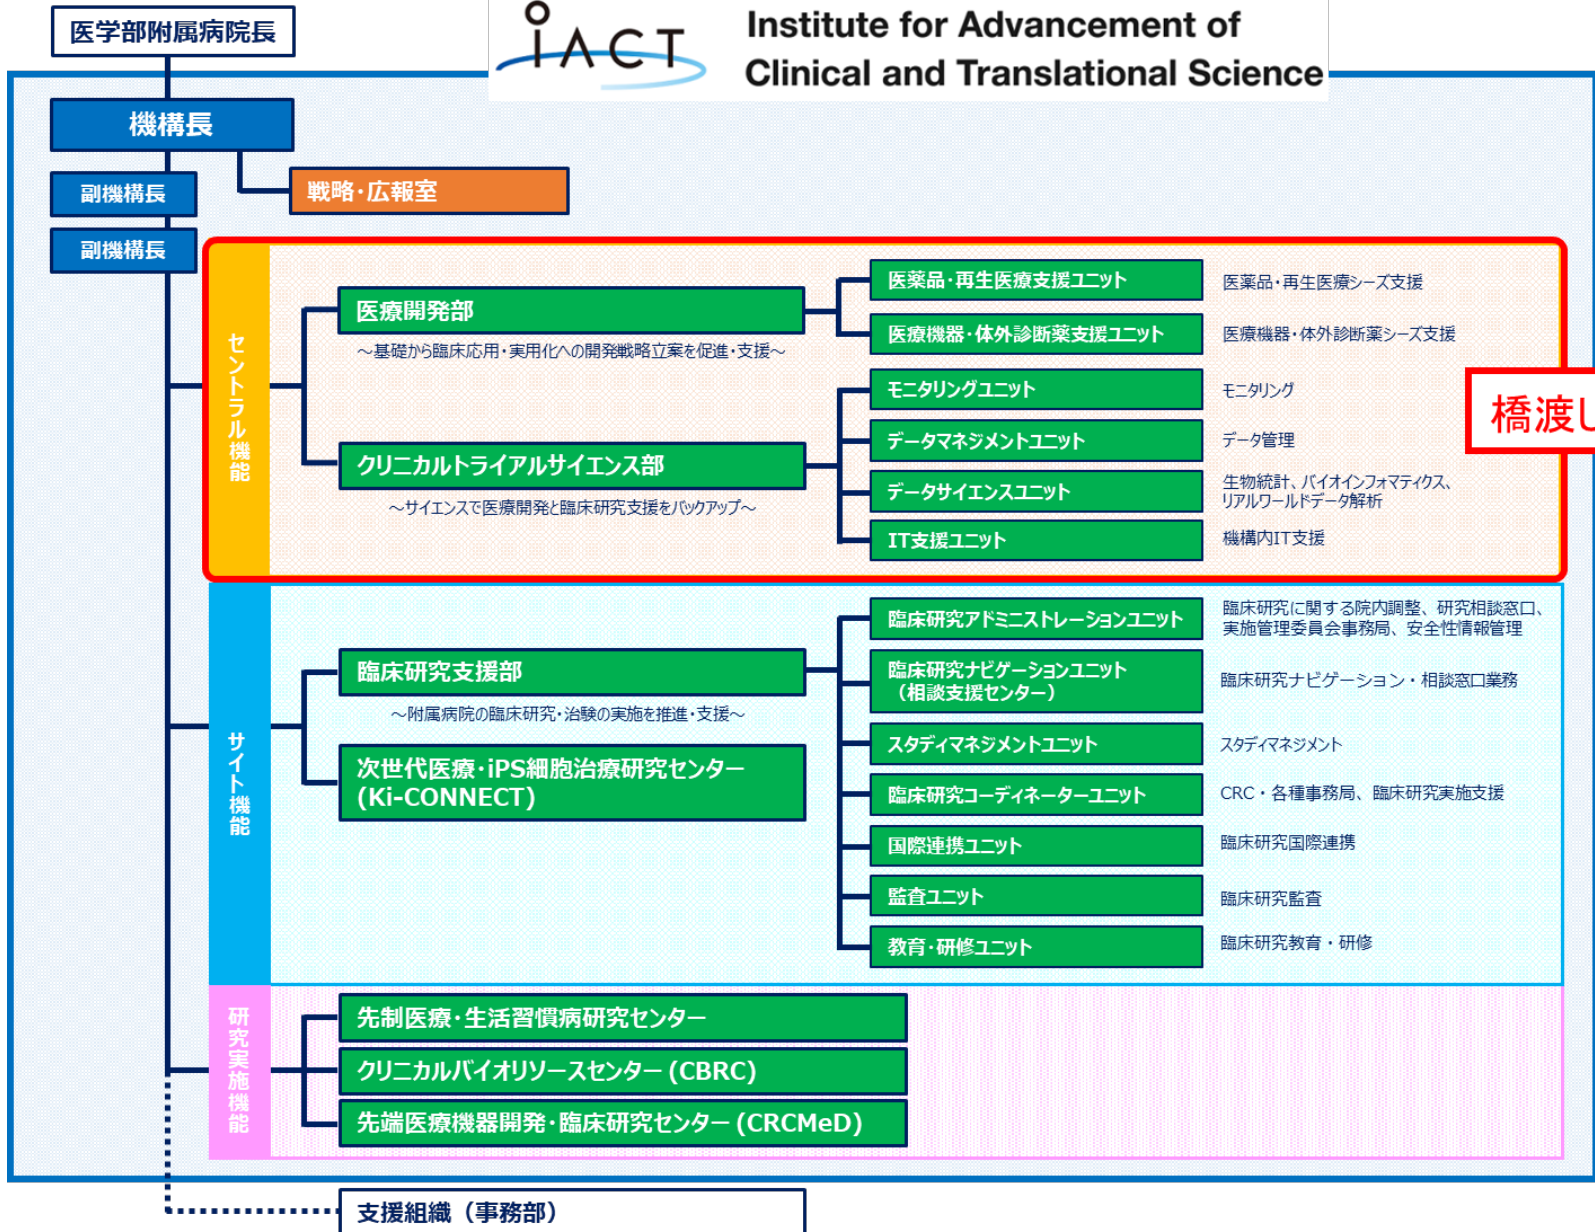 医学部附属病院長
iACT
Institute for Advancement of
Clinical and Translational Science
機構長
副機構長
戦略・広報室
副機構長
セントラル機能
医療開発部
～基礎から臨床応用・実用化への開発戦略立案を促進・支援～
医薬品・再生医療支援ユニット
医薬品・再生医療シーズ支援
医療機器・体外診断薬支援ユニット
医療機器・体外診断薬シーズ支援
クリニカルトライアルサイエンス部
～サイエンスで医療開発と臨床研究支援をバックアップ～
モニタリングユニット
モニタリング
データマネジメントユニット
データ管理
データサイエンスユニット
生物統計、バイオインフォマティクス、
リアルワールドデータ解析
IT支援ユニット
機構内IT支援
橋渡し
サイト機能
臨床研究支援部
～附属病院の臨床研究・治験の実施を推進・支援～
次世代医療・iPS細胞治療研究センター
(Ki-CONNECT)
臨床研究アドミニストレーションユニット
臨床研究に関する院内調整、研究相談窓口、
実施管理委員会事務局、安全性情報管理
臨床研究ナビゲーションユニット
（相談支援センター）
臨床研究ナビゲーション・相談窓口業務
スタディマネジメントユニット
スタディマネジメント
臨床研究コーディネーターユニット
CRC・各種事務局、臨床研究実施支援
国際連携ユニット
臨床研究国際連携
監査ユニット
臨床研究監査
教育・研修ユニット
臨床研究教育・研修
研究実施機能
先制医療・生活習慣病研究センター
クリニカルバイオリソースセンター (CBRC)
先端医療機器開発・臨床研究センター (CRCMeD)
支援組織（事務部）